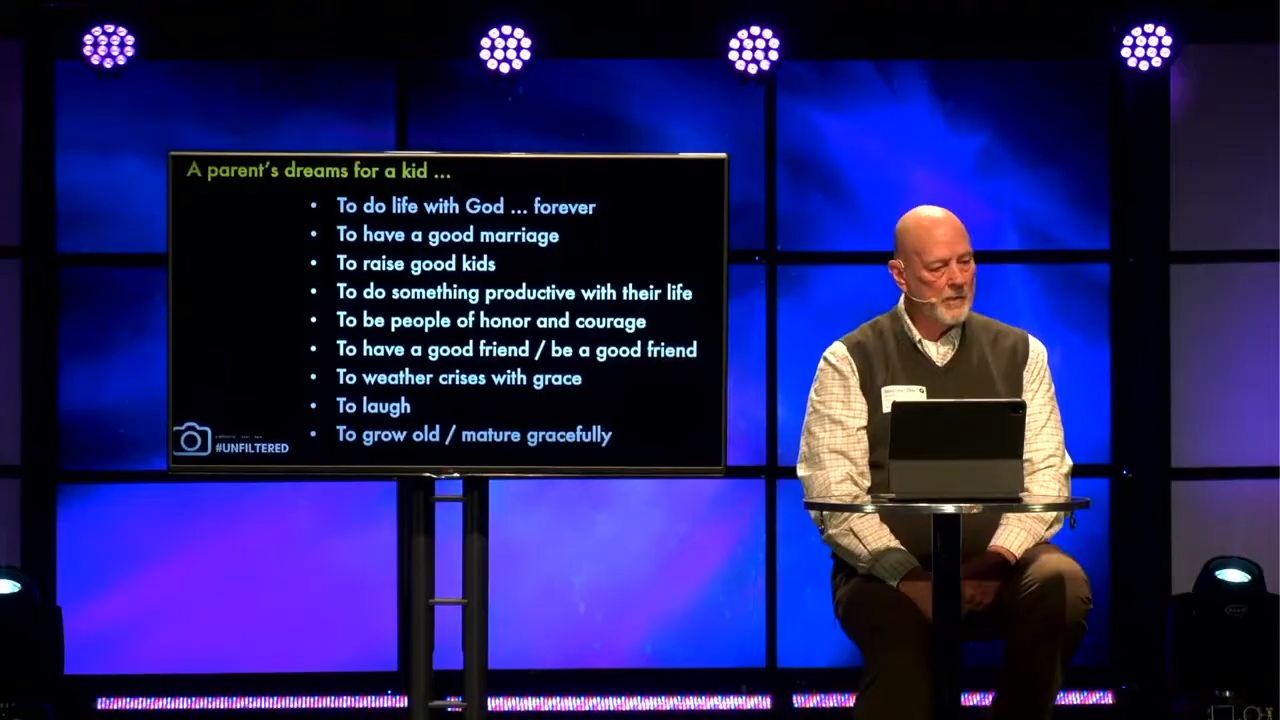 A parent's dreams for a kid ...
• To do life with God ... forever
• To have a good marriage
• To raise good kids
• To do something productive with their life
• To be people of honor and courage
• To have a good friend / be a good friend
• To weather crises with grace
• To laugh
• To grow old / mature gracefully
#UNFILTERED